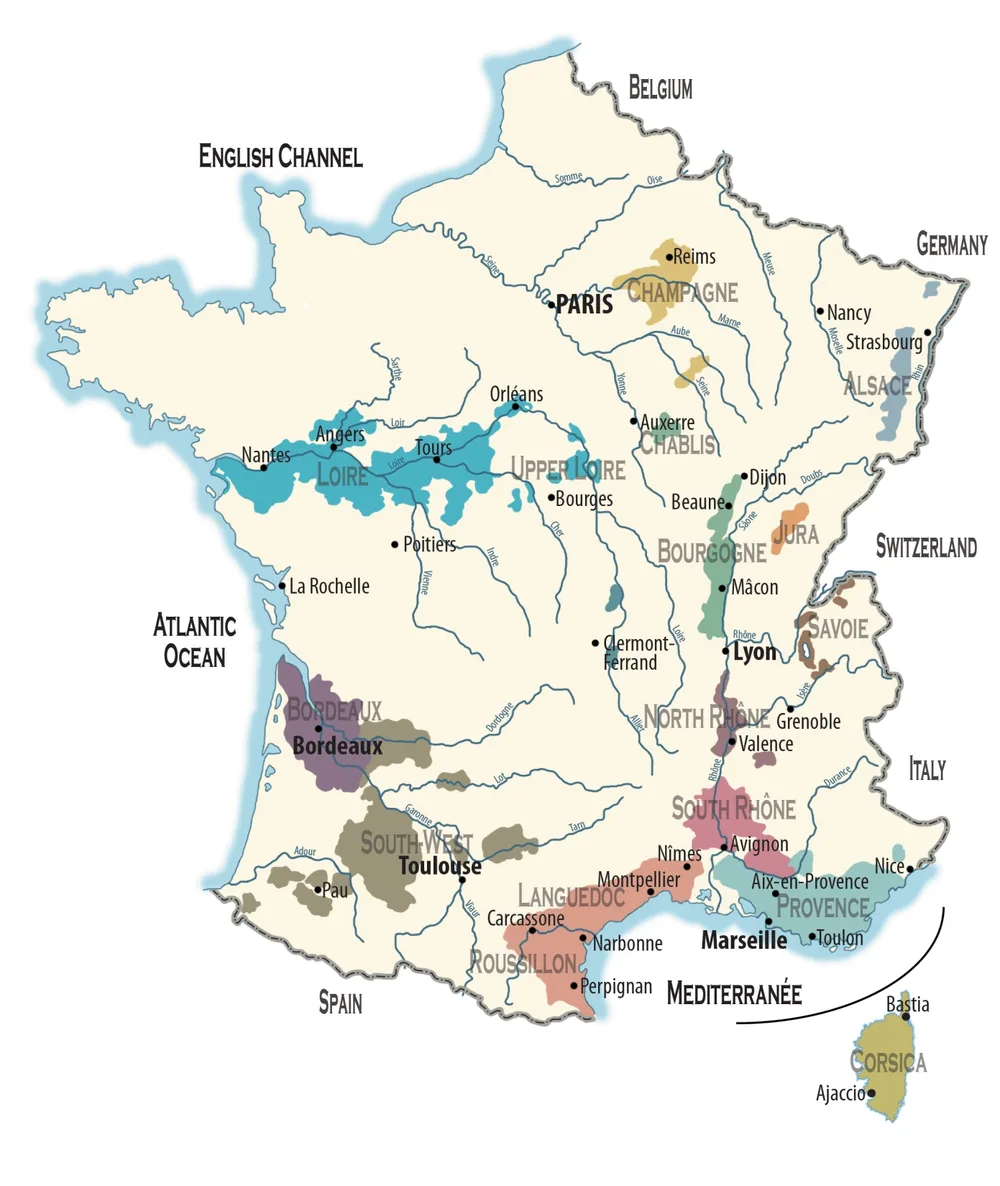 BELGIUM
ENGLISH CHANNEL
Somme
Oise
GERMANY
Seine
Reims
Meuse
CHAMPAGNE
PARIS
Marne
Nancy
Aube
Moselle
Strasbourg
Sarthe
Seine
Rhin
ALSACE
Yonne
Orléans
Loir
Auxerre
CHABLIS
Angers
Tours
Nantes
Loire
LOIRE
UPPER LOIRE
Dijon
Doubs
Bourges
Beaune
Saône
JURA
Cher
Poitiers
Indre
BOURGOGNE
SWITZERLAND
Vienne
La Rochelle
Mâcon
ATLANTIC
OCEAN
SAVOIE
Loire
Rhône
Clermont-
Ferrand
Lyon
Isère
BORDEAUX
Dordogne
Allier
NORTH RHÔNE
Grenoble
Bordeaux
Valence
Rhône
ITALY
Lot
Durance
Garonne
SOUTH RHÔNE
Tarn
SOUTH-WEST
Avignon
Adour
Nîmes
Toulouse
Nice
Pau
Montpellier
Aix-en-Provence
LANGUEDOC
PROVENCE
Viaur
Carcassone
Narbonne
Marseille
Toulon
ROUSSILLON
Perpignan
MEDITERRANÉE
SPAIN
Bastia
CORSICA
Ajaccio